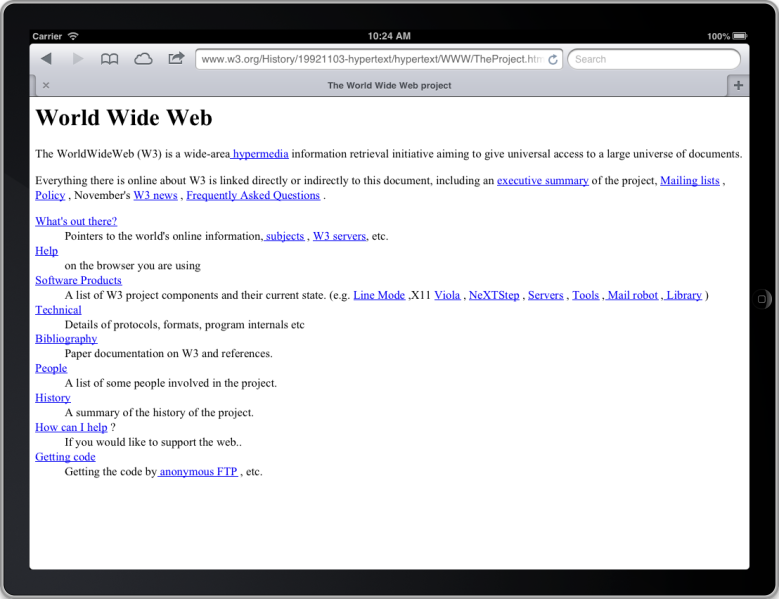 Carrier 10:24 AM 100%
www.w3.org/History/19921103-hypertext/hypertext/WWW/TheProject.htm Search
The World Wide Web project
World Wide Web
The WorldWideWeb (W3) is a wide-area hypermedia information retrieval initiative aiming to give universal access to a large universe of documents.
Everything there is online about W3 is linked directly or indirectly to this document, including an executive summary of the project, Mailing lists ,
Policy , November's W3 news , Frequently Asked Questions .
What's out there?
Pointers to the world's online information, subjects , W3 servers, etc.
Help
on the browser you are using
Software Products
A list of W3 project components and their current state. (e.g. Line Mode ,X11 Viola , NeXTStep , Servers , Tools , Mail robot , Library )
Technical
Details of protocols, formats, program internals etc
Bibliography
Paper documentation on W3 and references.
People
A list of some people involved in the project.
History
A summary of the history of the project.
How can I help ?
If you would like to support the web..
Getting code
Getting the code by anonymous FTP , etc.